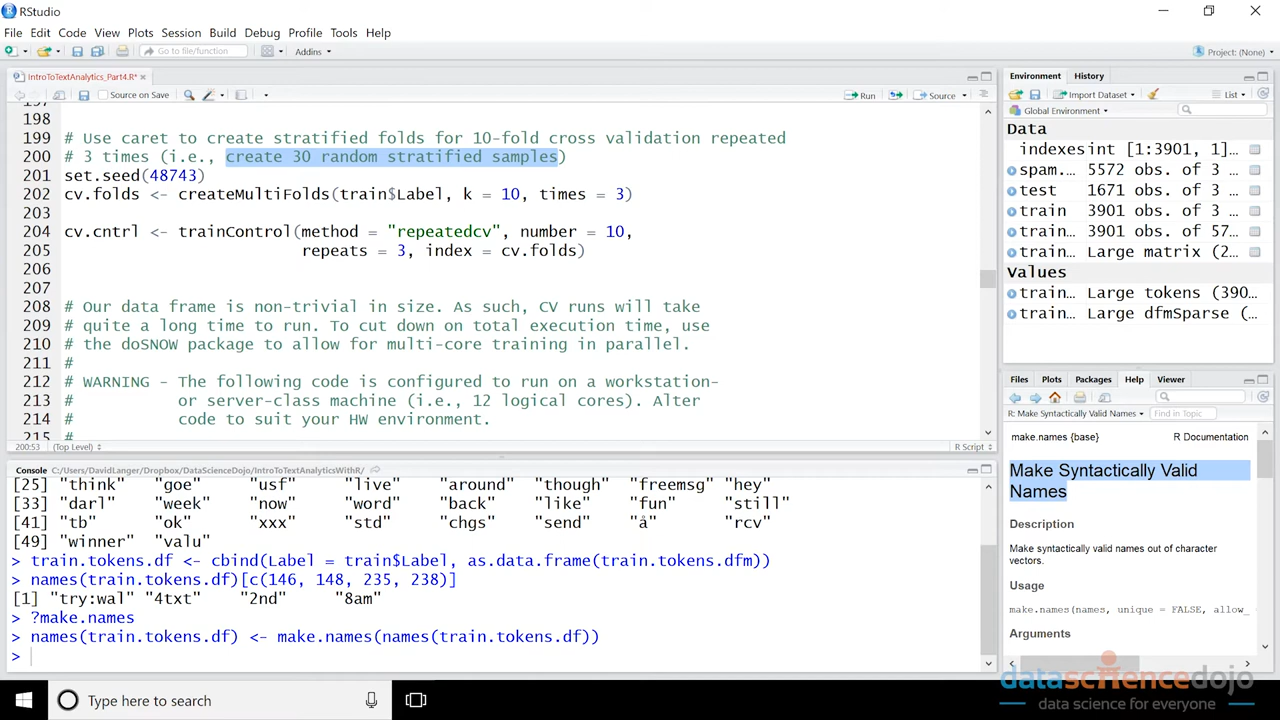 RStudio
File Edit Code View Plots Session Build Debug Profile Tools Help
Go to file/function Addins Project: (None)
IntroToTextAnalytics_Part4.R*
Source on Save Run Source
197
198
199 # Use caret to create stratified folds for 10-fold cross validation repeated
200 # 3 times (i.e., create 30 random stratified samples)
201 set.seed(48743)
202 cv.folds <- createMultiFolds(train$Label, k = 10, times = 3)
203
204 cv.cntrl <- trainControl(method = "repeatedcv", number = 10,
205 repeats = 3, index = cv.folds)
206
207
208 # Our data frame is non-trivial in size. As such, CV runs will take
209 # quite a long time to run. To cut down on total execution time, use
210 # the doSNOW package to allow for multi-core training in parallel.
211 #
212 # WARNING - The following code is configured to run on a workstation-
213 # or server-class machine (i.e., 12 logical cores). Alter
214 # code to suit your HW environment.
215 #
200:53 (Top Level) R Script
Console C:/Users/DavidLanger/Dropbox/DataScienceDojo/IntroToTextAnalyticsWithR/
[25] "think" "goe" "usf" "live" "around" "though" "freemsg" "hey"
[33] "darl" "week" "now" "word" "back" "like" "fun" "still"
[41] "tb" "ok" "xxx" "std" "chgs" "send" "å" "rcv"
[49] "winner" "valu"
> train.tokens.df <- cbind(Label = train$Label, as.data.frame(train.tokens.dfm))
> names(train.tokens.df)[c(146, 148, 235, 238)]
[1] "try:wal" "4txt" "2nd" "8am"
> ?make.names
> names(train.tokens.df) <- make.names(names(train.tokens.df))
>
Environment History
Import Dataset List
Global Environment
Data
indexes int [1:3901, 1]…
spam.… 5572 obs. of 3 …
test 1671 obs. of 3 …
train 3901 obs. of 3 …
train… 3901 obs. of 57…
train… Large matrix (2…
Values
train… Large tokens (390…
train… Large dfmSparse (…
Files Plots Packages Help Viewer
R: Make Syntactically Valid Names Find in Topic
make.names {base} R Documentation
Make Syntactically Valid
Names
Description
Make syntactically valid names out of character
vectors.
Usage
make.names(names, unique = FALSE, allow_
Arguments
datasciencedojo
data science for everyone
Type here to search